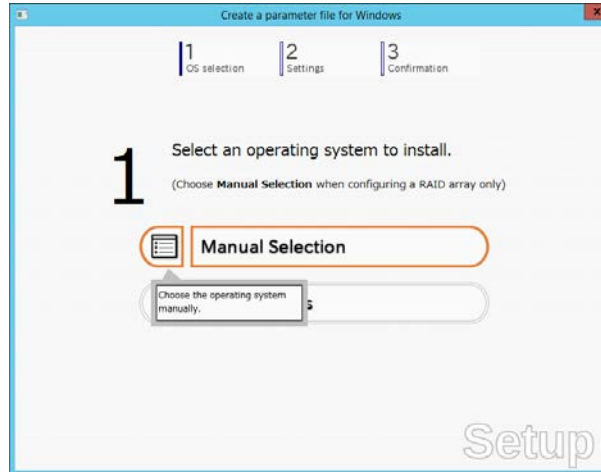 Create a parameter file for Windows
x
1
OS selection
2
Settings
3
Confirmation
1
Select an operating system to install.
(Choose Manual Selection when configuring a RAID array only)
Manual Selection
Choose the operating system
manually.
s
Setup